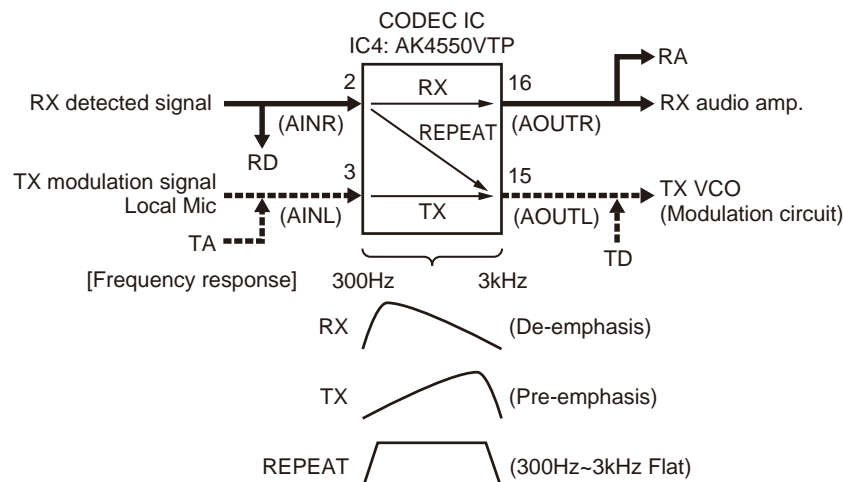 CODEC IC
IC4: AK4550VTP
RA
2
RX
16
RX detected signal
(AINR)
REPEAT
(AOUTR)
RX audio amp.
RD
3
15
TX modulation signal
Local Mic
(AINL)
TX
(AOUTL)
TX VCO
(Modulation circuit)
TA
TD
[Frequency response]
300Hz
3kHz
RX
(De-emphasis)
TX
(Pre-emphasis)
REPEAT
(300Hz~3kHz Flat)